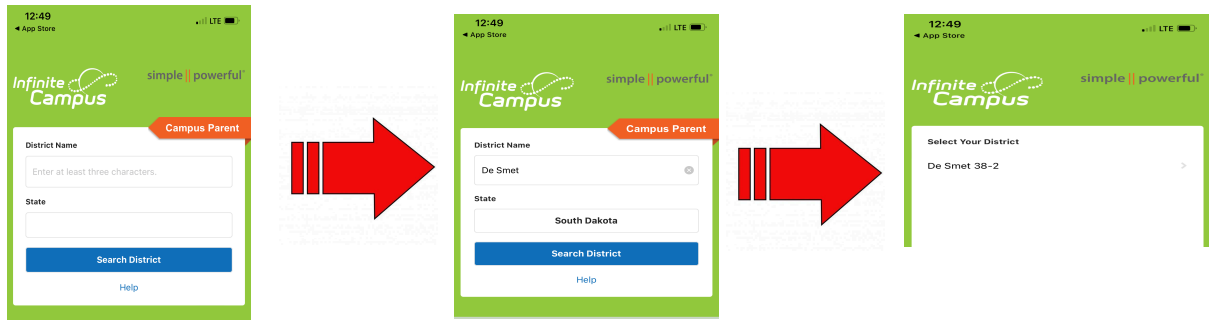 12:49
LTE
◄ App Store
Infinite
Campus
simple || powerful®
Campus Parent
District Name
Enter at least three characters.
State
Search District
Help
12:49
LTE
◄ App Store
Infinite
Campus
simple || powerful®
Campus Parent
District Name
De Smet
State
South Dakota
Search District
Help
12:49
LTE
◄ App Store
Infinite
Campus
simple || powerful®
Select Your District
De Smet 38-2